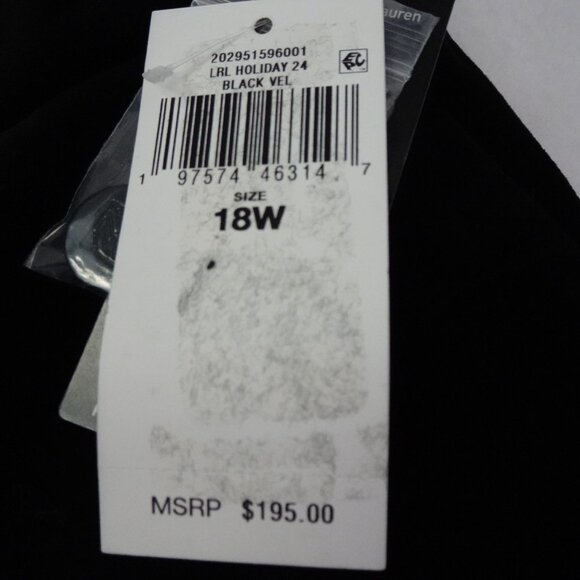 auren
202951596001
LRL HOLIDAY 24
BLACK VEL
1 97574 46314 7
SIZE
18W
MSRP $195.00